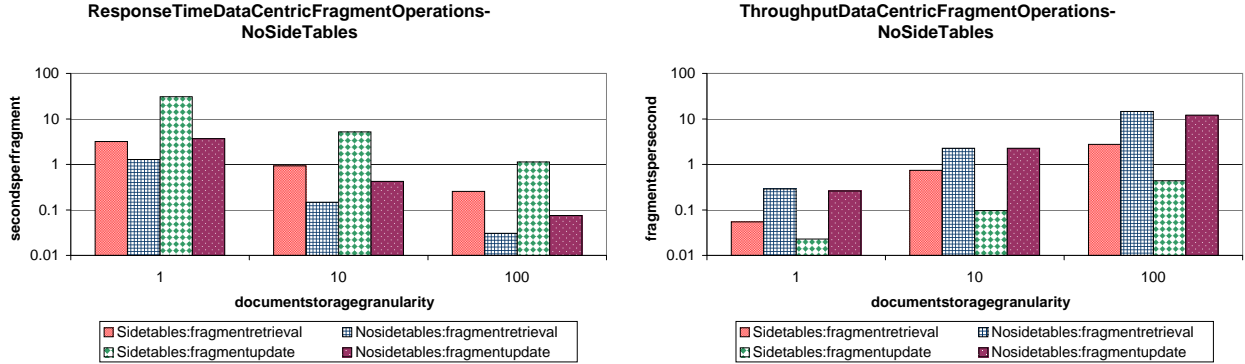 ResponseTimeDataCentricFragmentOperations-
NoSideTables
100
10
1
0.1
0.01
secondsperfragment
1
10
100
documentstoragegranularity
Sidetables:fragmentretrieval
Nosidetables:fragmentretrieval
Sidetables:fragmentupdate
Nosidetables:fragmentupdate
ThroughputDataCentricFragmentOperations-
NoSideTables
100
10
1
0.1
0.01
fragmentspersecond
1
10
100
documentstoragegranularity
Sidetables:fragmentretrieval
Nosidetables:fragmentretrieval
Sidetables:fragmentupdate
Nosidetables:fragmentupdate